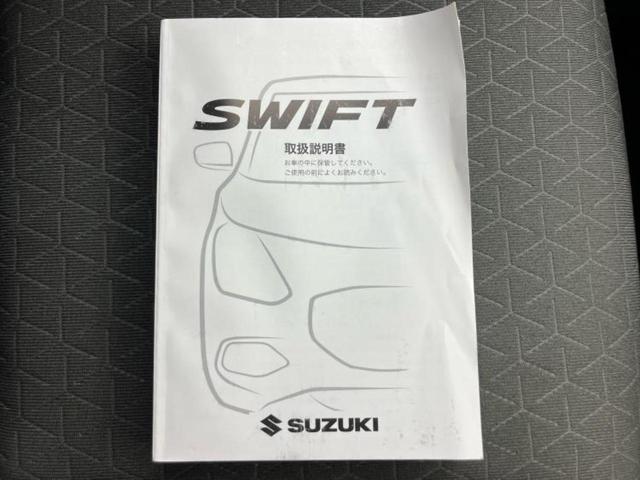 SWIFT
取扱説明書
お車の中に保管してください。
ご使用の前によくお読みください。
SUZUKI